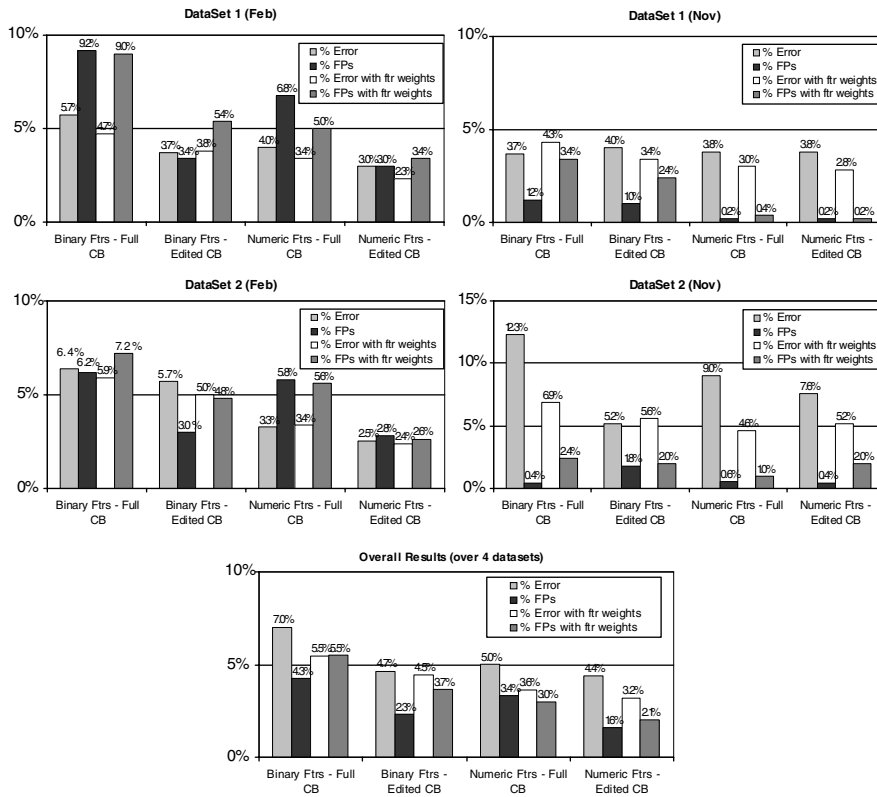 DataSet 1 (Feb)
10%
5%
0%
% Error
% FPs
% Error with ftr weights
% FPs with ftr weights
5.7%
9.2%
4.7%
9.0%
3.7%
3.4%
3.8%
5.4%
4.0%
6.8%
3.4%
5.0%
3.0%
3.0%
2.3%
3.4%
Binary Ftrs - Full
CB
Binary Ftrs -
Edited CB
Numeric Ftrs - Full
CB
Numeric Ftrs -
Edited CB
DataSet 1 (Nov)
10%
5%
0%
% Error
% FPs
% Error with ftr weights
% FPs with ftr weights
3.7%
1.2%
4.3%
3.4%
4.0%
1.0%
3.4%
2.4%
3.8%
0.2%
3.0%
0.4%
3.8%
0.2%
2.8%
0.2%
Binary Ftrs - Full
CB
Binary Ftrs -
Edited CB
Numeric Ftrs - Full
CB
Numeric Ftrs -
Edited CB
DataSet 2 (Feb)
10%
5%
0%
% Error
% FPs
% Error with ftr weights
% FPs with ftr weights
6.4%
6.2%
5.9%
7.2%
5.7%
3.0%
5.0%
4.8%
3.3%
5.8%
3.4%
5.6%
2.5%
2.8%
2.4%
2.6%
Binary Ftrs - Full
CB
Binary Ftrs -
Edited CB
Numeric Ftrs - Full
CB
Numeric Ftrs -
Edited CB
DataSet 2 (Nov)
15%
10%
5%
0%
% Error
% FPs
% Error with ftr weights
% FPs with ftr weights
12.3%
0.4%
6.9%
2.4%
5.2%
1.8%
5.6%
2.0%
9.0%
0.6%
4.6%
1.0%
7.6%
0.4%
5.2%
2.0%
Binary Ftrs - Full
CB
Binary Ftrs -
Edited CB
Numeric Ftrs - Full
CB
Numeric Ftrs -
Edited CB
Overall Results (over 4 datasets)
10%
5%
0%
% Error
% FPs
% Error with ftr weights
% FPs with ftr weights
7.0%
4.3%
5.5%
5.5%
4.7%
2.3%
4.5%
3.7%
5.0%
3.4%
3.6%
3.0%
4.4%
1.6%
3.2%
2.1%
Binary Ftrs - Full
CB
Binary Ftrs -
Edited CB
Numeric Ftrs - Full
CB
Numeric Ftrs -
Edited CB